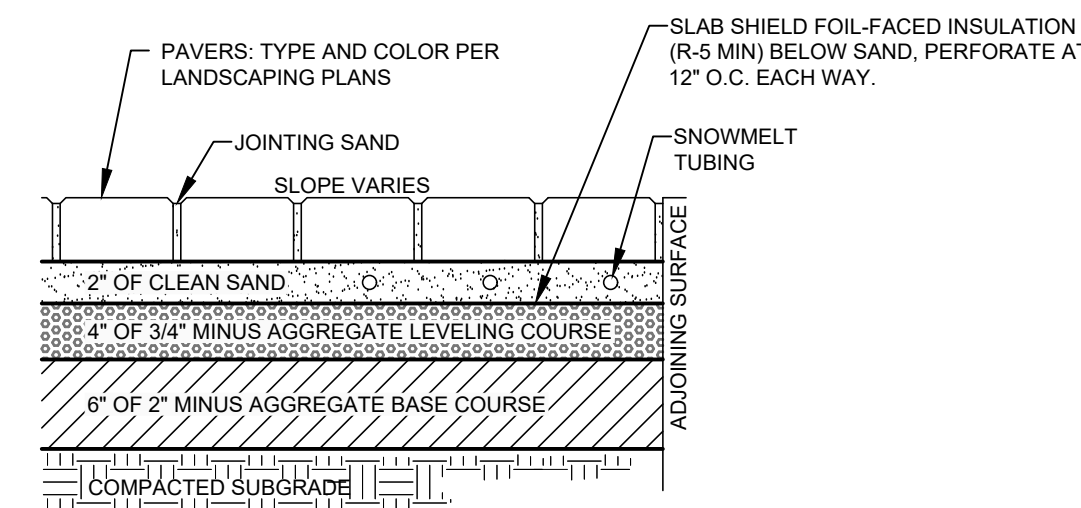 SLAB SHIELD FOIL-FACED INSULATION
(R-5 MIN) BELOW SAND, PERFORATE AT
12" O.C. EACH WAY.
PAVERS: TYPE AND COLOR PER
LANDSCAPING PLANS
SNOWMELT
TUBING
JOINTING SAND
SLOPE VARIES
2" OF CLEAN SAND
4" OF 3/4" MINUS AGGREGATE LEVELING COURSE
6" OF 2" MINUS AGGREGATE BASE COURSE
COMPACTED SUBGRADE
ADJOINING SURFACE